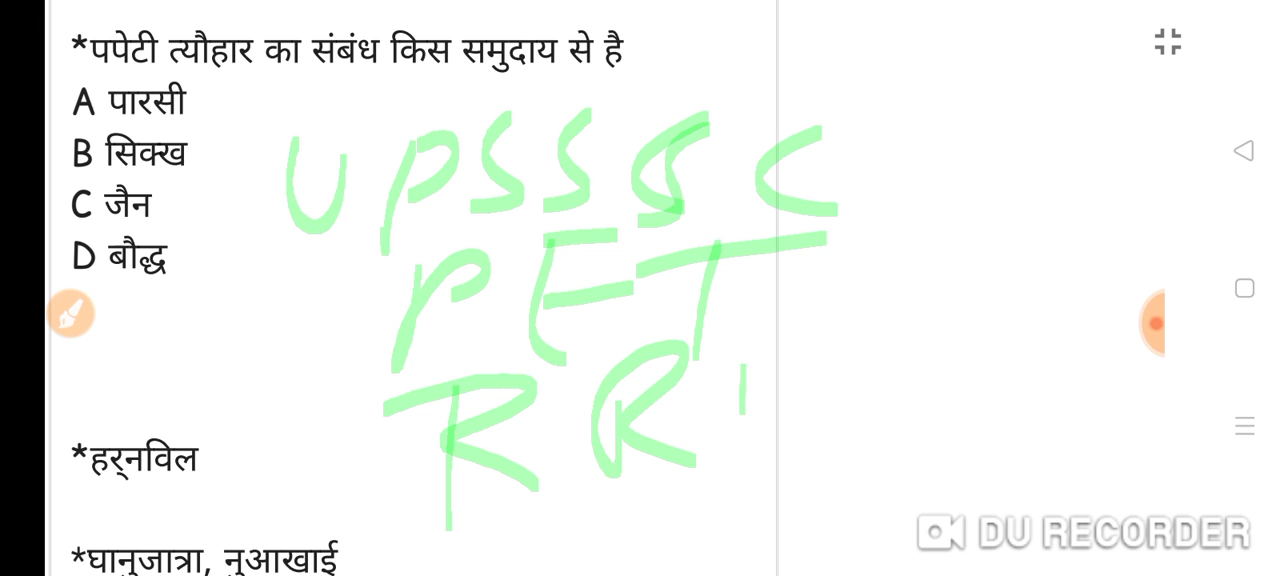 *पपेटी त्यौहार का संबंध किस समुदाय से है
A पारसी
B सिक्ख
C जैन
D बौद्ध
UPSSSC
PET
RR
*हर्‌नविल
*घानुजात्रा, नुआखाई
DU RECORDER